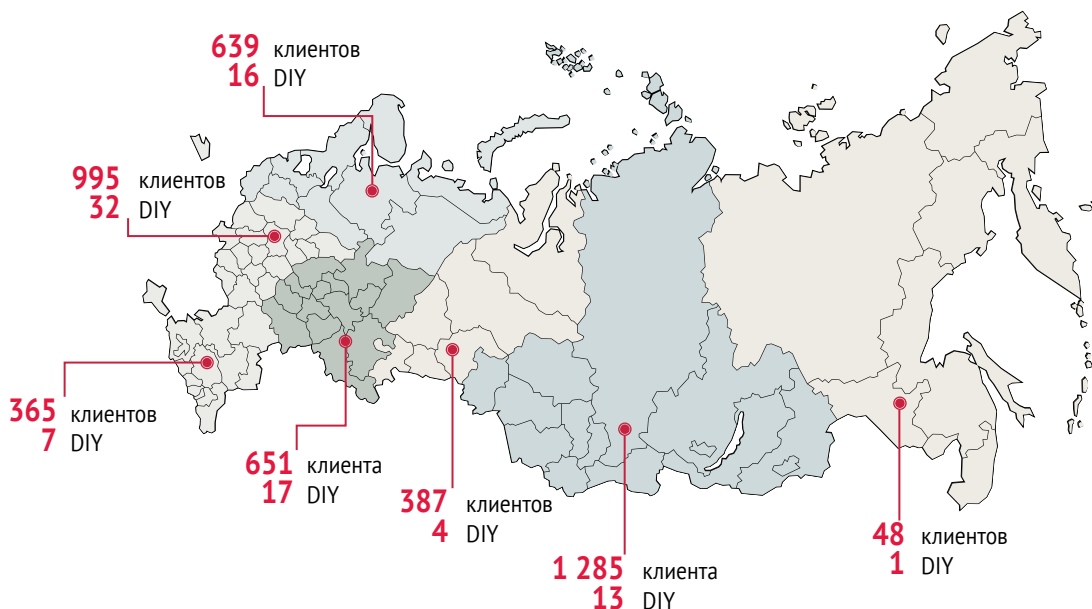 639 клиентов
16 DIY
995 клиентов
32 DIY
365 клиентов
7 DIY
651 клиента
17 DIY
387 клиентов
4 DIY
1 285 клиента
13 DIY
48 клиентов
1 DIY